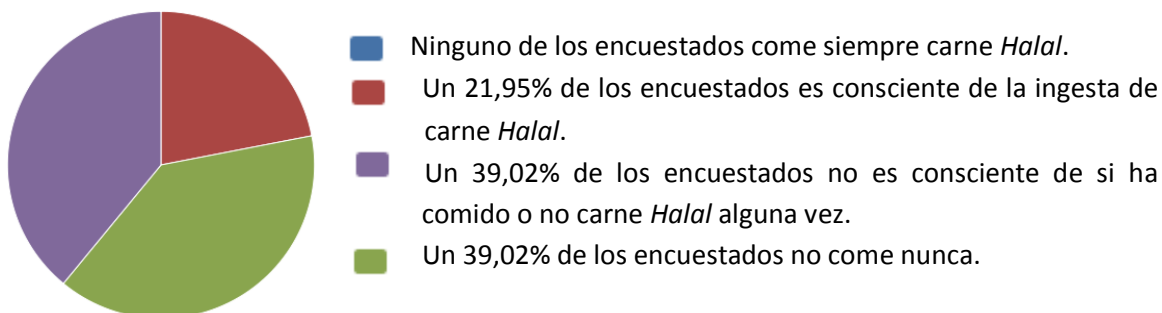 Ninguno de los encuestados come siempre carne Halal.
Un 21,95% de los encuestados es consciente de la ingesta de
carne Halal.
Un 39,02% de los encuestados no es consciente de si ha
comido o no carne Halal alguna vez.
Un 39,02% de los encuestados no come nunca.